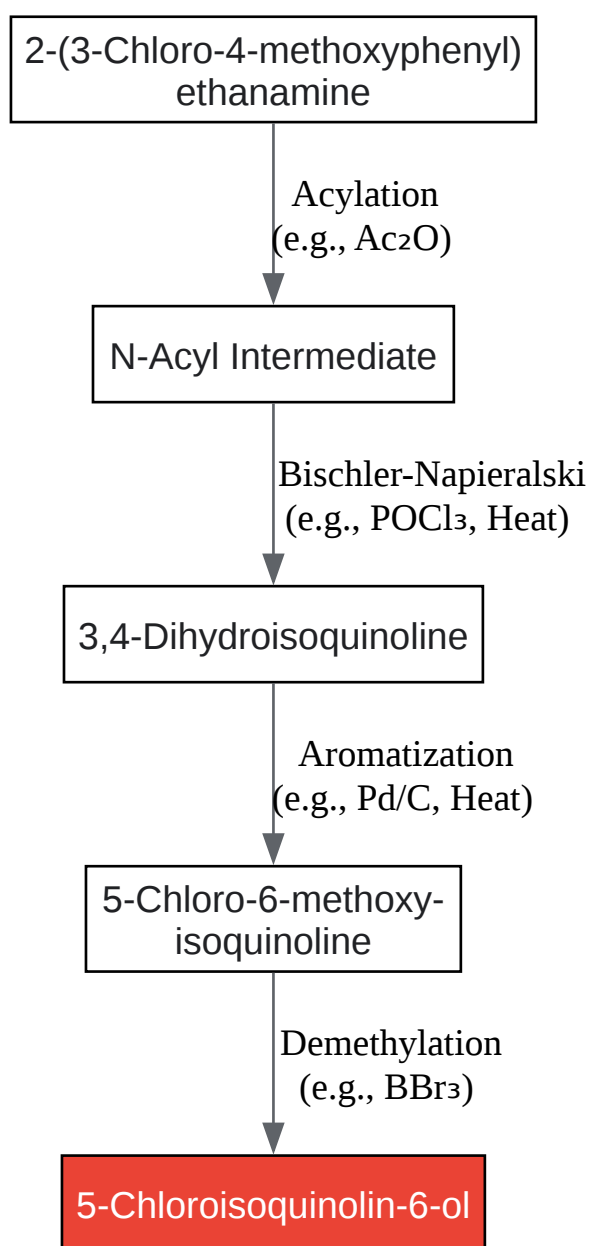 2-(3-Chloro-4-methoxyphenyl)
ethanamine
Acylation
(e.g., Ac₂O)
N-Acyl Intermediate
Bischler-Napieralski
(e.g., POCl₃, Heat)
3,4-Dihydroisoquinoline
Aromatization
(e.g., Pd/C, Heat)
5-Chloro-6-methoxy-
isoquinoline
Demethylation
(e.g., BBr₃)
5-Chloroisoquinolin-6-ol